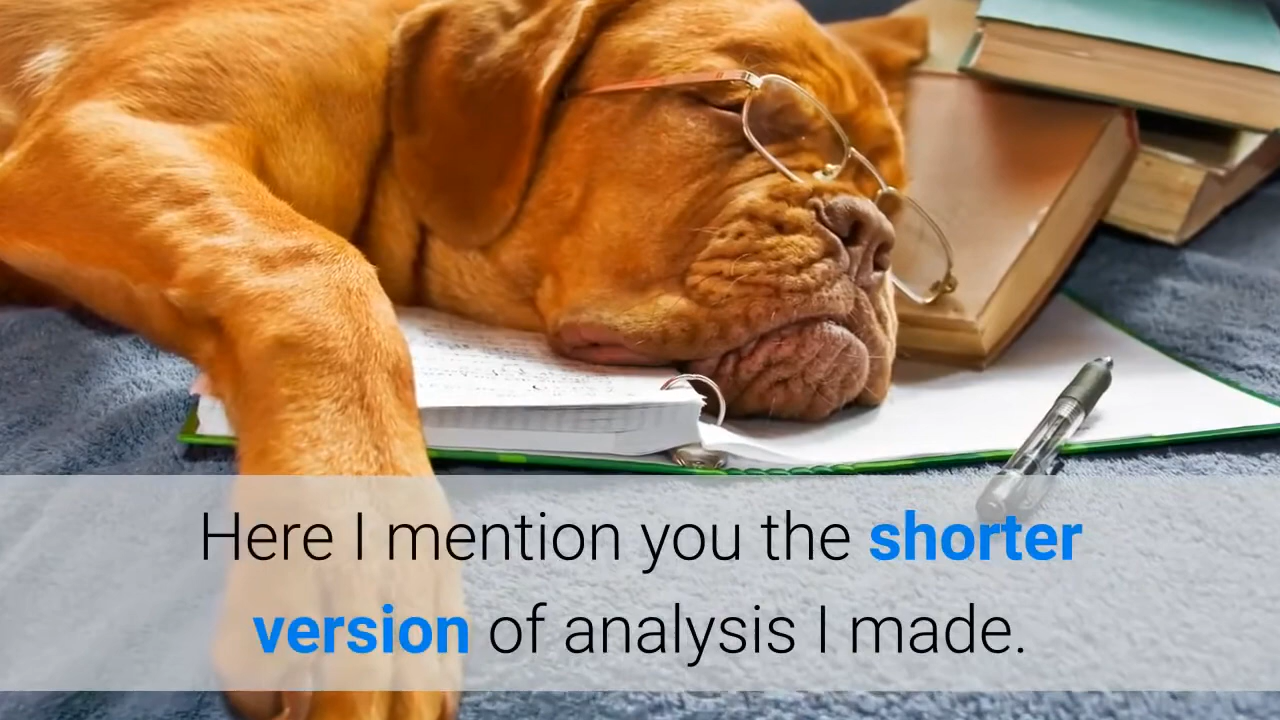 Here I mention you the shorter
version of analysis I made.